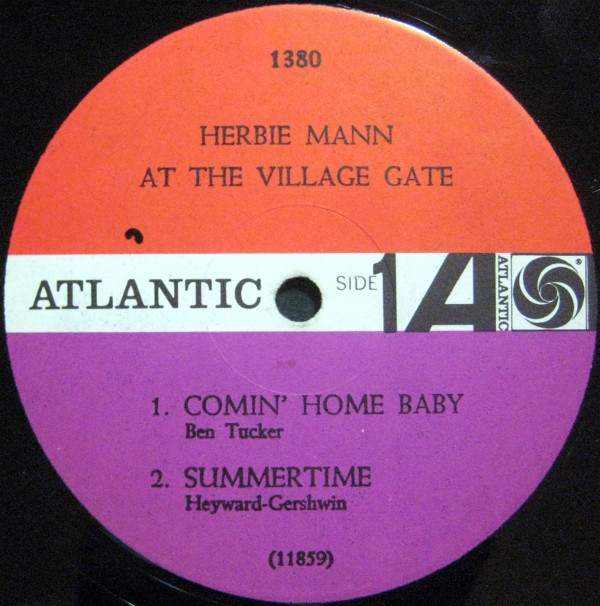 1380
HERBIE MANN
AT THE VILLAGE GATE
ATLANTIC SIDE 1 A ATLANTIC ®
1. COMIN' HOME BABY
Ben Tucker
2. SUMMERTIME
Heyward-Gershwin
(11859)